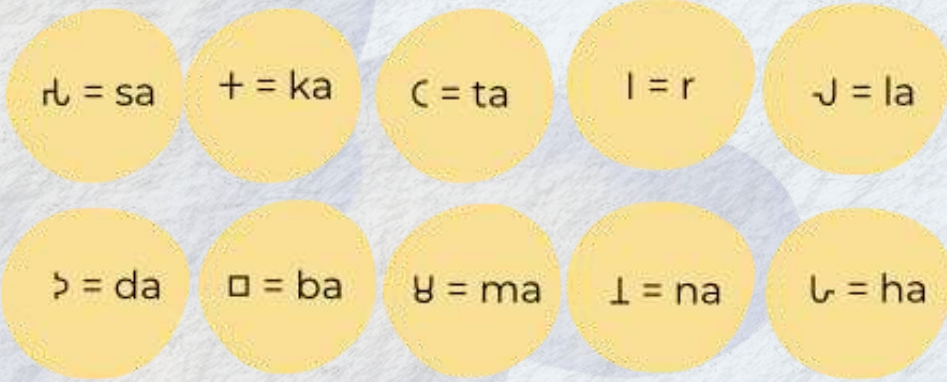 𑀲 = sa 𑀓 = ka 𑀢 = ta 𑀭 = r 𑀮 = la
𑀤 = da 𑀩 = ba 𑀫 = ma 𑀦 = na 𑀳 = ha